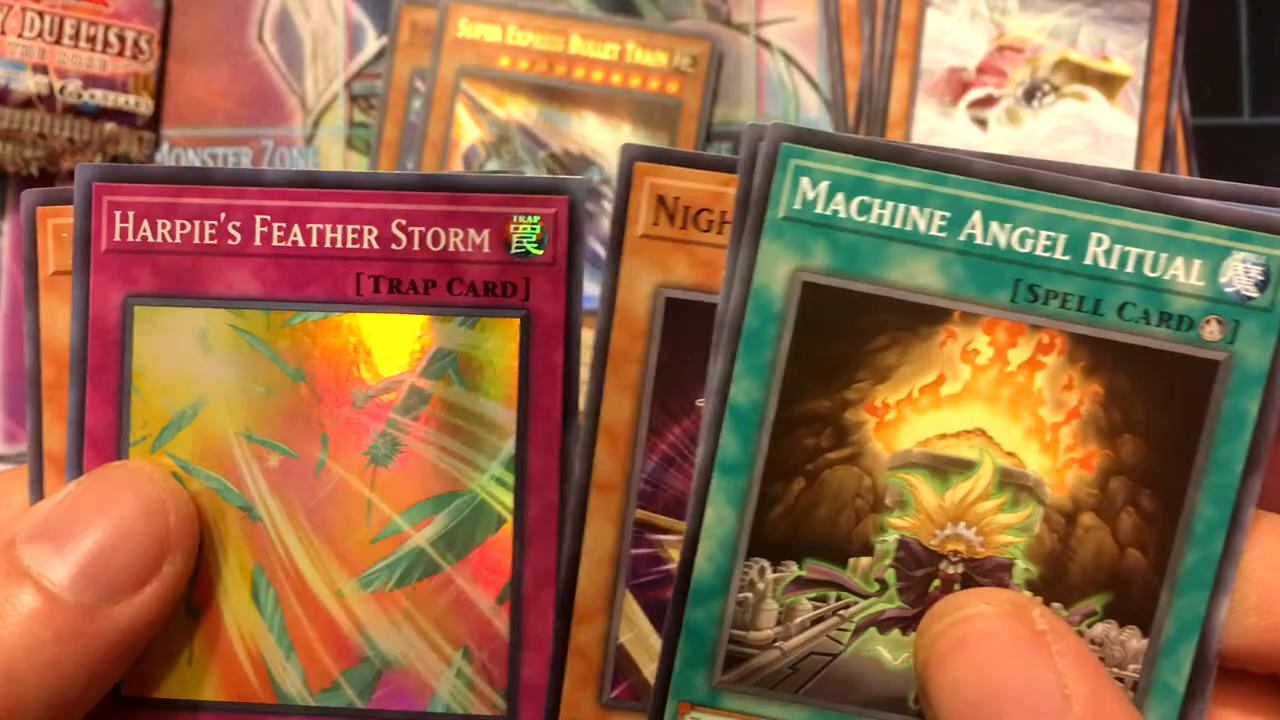 DUELISTS
SUPER EXPRESS BULLET TRAIN
MONSTER ZONE
HARPIE'S FEATHER STORM
TRAP
罠
[TRAP CARD]
NIGH
MACHINE ANGEL RITUAL
魔
[SPELL CARD]